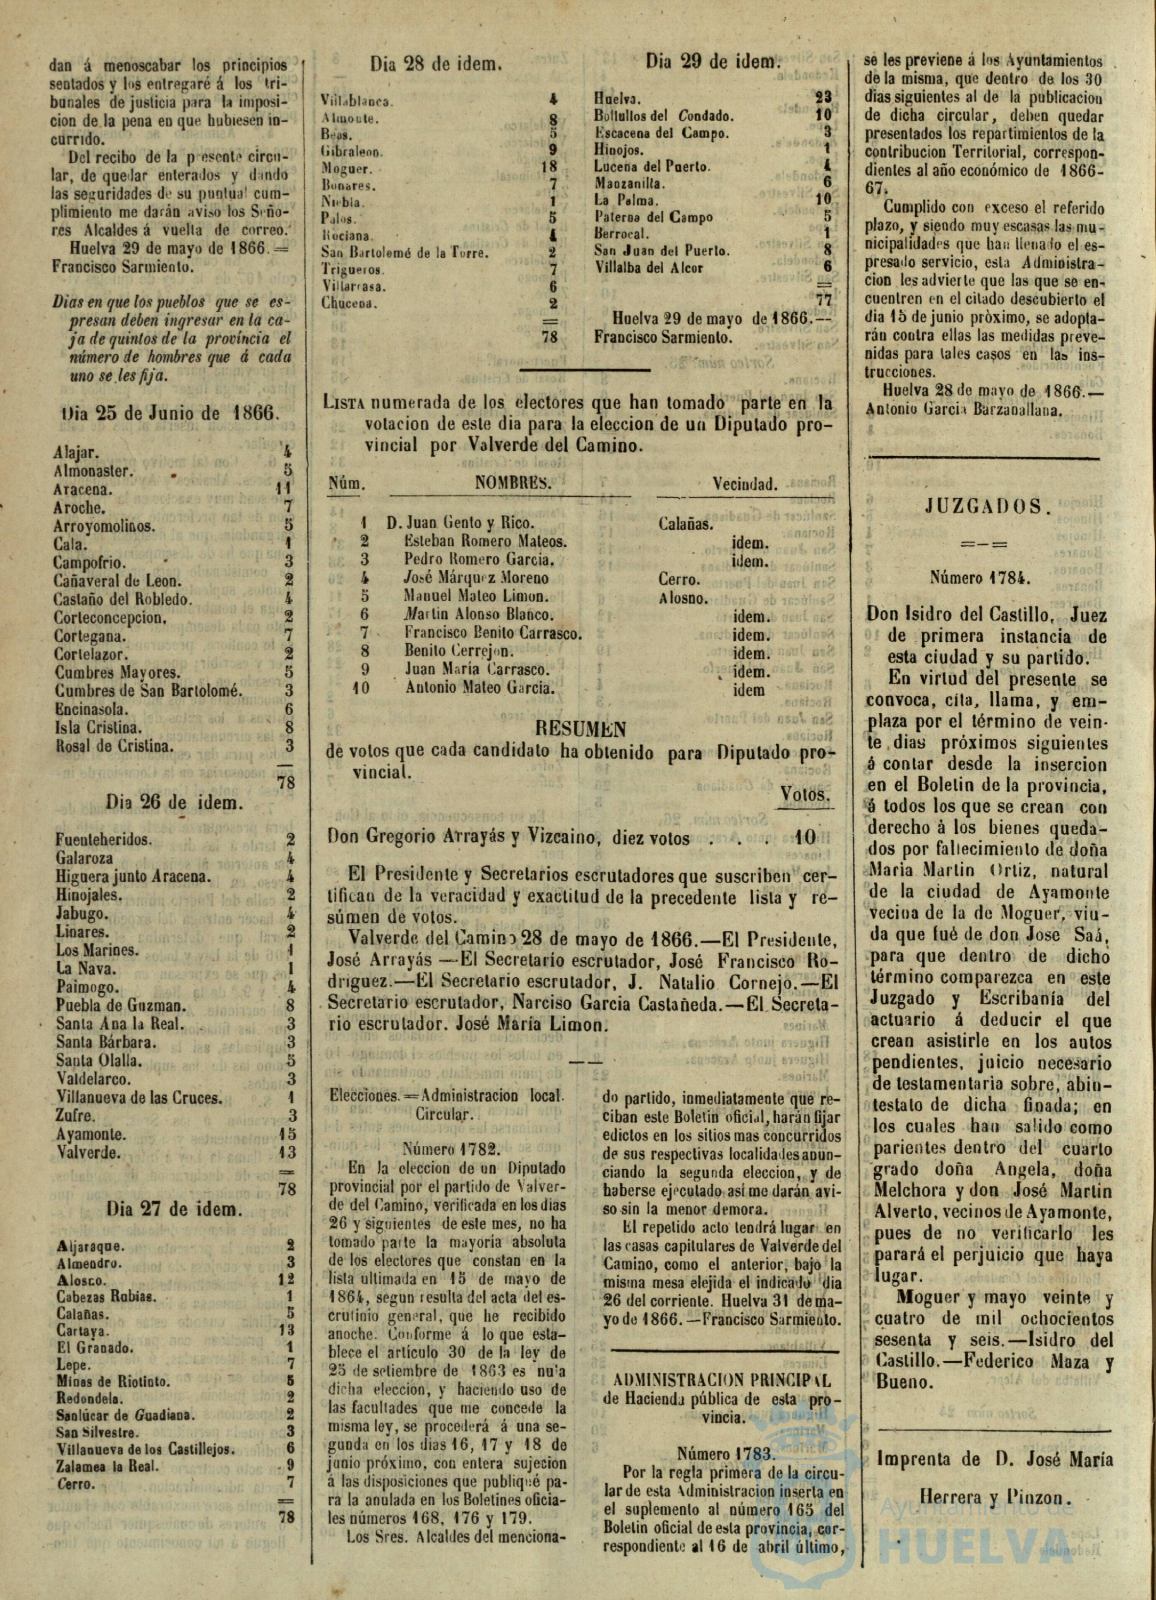 dan á menoscabar los principios
sentados y los entregaré á los tri-
bunales de justicia para la imposi-
cion de la pena en que hubiesen in-
currido.
Del recibo de la presente circu-
lar, de quedar enterados y dando
las seguridades de su puntual cum-
plimiento me darán aviso los Seño-
res Alcaldes á vuelta de correo.
Huelva 29 de mayo de 1866.=
Francisco Sarmiento.
Dias en que los pueblos que se es-
presan deben ingresar en la ca-
ja de quintos de la provincia el
número de hombres que á cada
uno se les fija.
Dia 25 de Junio de 1866.
Alajar. 4
Almonaster. 5
Aracena. 11
Aroche. 7
Arroyomolinos. 5
Cala. 1
Campofrio. 3
Cañaveral de Leon. 2
Castaño del Robledo. 4
Corteconcepcion, 2
Cortegana. 7
Cortelazor. 2
Cumbres Mayores. 5
Cumbres de San Bartolomé. 3
Encinasola. 6
Isla Cristina. 8
Rosal de Cristina. 3
—
78
Dia 26 de idem.
Fuenteheridos. 2
Galaroza 4
Higuera junto Aracena. 4
Hinojales. 2
Jabugo. 4
Linares. 2
Los Marines. 1
La Nava. 1
Paimogo. 4
Puebla de Guzman. 8
Santa Ana la Real. 3
Santa Bárbara. 3
Santa Olalla. 5
Valdelarco. 3
Villanueva de las Cruces. 1
Zufre. 3
Ayamonte. 15
Valverde. 13
=
78
Dia 27 de idem.
Aljaraque. 2
Almendro. 3
Alosno. 12
Cabezas Rubias. 1
Calañas. 5
Cartaya. 13
El Granado. 1
Lepe. 7
Minas de Riotinto. 5
Redondela. 2
Sanlúcar de Guadiana. 2
San Silvestre. 3
Villanueva de los Castillejos. 6
Zalamea la Real. 9
Cerro. 7
=
78
Dia 28 de idem.
Villablanca. 4
Almonte. 8
Beas. 5
Gibraleon. 9
Moguer. 18
Bonares. 7
Niebla. 1
Palos. 5
Rociana. 4
San Bartolomé de la Torre. 2
Trigueros. 7
Villarrasa. 6
Chucena. 2
=
78
Dia 29 de idem.
Huelva. 23
Bollullos del Condado. 10
Escacena del Campo. 3
Hinojos. 1
Lucena del Puerto. 4
Manzanilla. 6
La Palma. 10
Paterna del Campo 5
Berrocal. 1
San Juan del Puerto. 8
Villalba del Alcor 6
=
77
Huelva 29 de mayo de 1866.—
Francisco Sarmiento.
LISTA numerada de los electores que han tomado parte en la
votacion de este dia para la eleccion de un Diputado pro-
vincial por Valverde del Camino.
Núm. NOMBRES. Vecindad.
1 D. Juan Gento y Rico. Calañas.
2 Esteban Romero Mateos. idem.
3 Pedro Romero Garcia. idem.
4 José Márquez Moreno Cerro.
5 Manuel Mateo Limon. Alosno.
6 Martin Alonso Blanco. idem.
7 Francisco Benito Carrasco. idem.
8 Benito Cerrejon. idem.
9 Juan Maria Carrasco. idem.
10 Antonio Mateo Garcia. idem
RESUMEN
de votos que cada candidato ha obtenido para Diputado pro-
vincial.
Votos.
Don Gregorio Arrayás y Vizcaino, diez votos . . . 10
El Presidente y Secretarios escrutadores que suscriben cer-
tifican de la veracidad y exactitud de la precedente lista y re-
súmen de votos.
Valverde del Camino 28 de mayo de 1866.—El Presidente,
José Arrayás —El Secretario escrutador, José Francisco Ro-
driguez.—El Secretario escrutador, J. Natalio Cornejo.—El
Secretario escrutador, Narciso Garcia Castañeda.—El Secreta-
rio escrutador. José Maria Limon.
Elecciones.=Administracion local.
Circular.
Número 1782.
En la eleccion de un Diputado
provincial por el partido de Valver-
de del Camino, verificada en los dias
26 y siguientes de este mes, no ha
tomado parte la mayoria absoluta
de los electores que constan en la
lista ultimada en 15 de mayo de
1864, segun resulta del acta del es-
crutinio general, que he recibido
anoche. Conforme á lo que esta-
blece el articulo 30 de la ley de
25 de setiembre de 1863 es nula
dicha eleccion, y haciendo uso de
las facultades que me concede la
misma ley, se procederá á una se-
gunda en los dias 16, 17 y 18 de
junio próximo, con entera sujecion
á las disposiciones que publiqué pa-
ra la anulada en los Boletines oficia-
les números 168, 176 y 179.
Los Sres. Alcaldes del menciona-
do partido, inmediatamente que re-
ciban este Boletin oficial, harán fijar
edictos en los sitios mas concurridos
de sus respectivas localidades anun-
ciando la segunda eleccion, y de
haberse ejecutado asi me darán avi-
so sin la menor demora.
El repetido acto tendrá lugar en
las casas capitulares de Valverde del
Camino, como el anterior, bajo la
misma mesa elejida el indicado dia
26 del corriente. Huelva 31 de ma-
yo de 1866.—Francisco Sarmiento.
ADMINISTRACION PRINCIPAL
de Hacienda pública de esta pro-
vincia.
Número 1783.
Por la regla primera de la circu-
lar de esta Administracion inserta en
el suplemento al número 165 del
Boletin oficial de esta provincia, cor-
respondiente al 16 de abril último,
se les previene á los Ayuntamientos
de la misma, que dentro de los 30
dias siguientes al de la publicacion
de dicha circular, deben quedar
presentados los repartimientos de la
contribucion Territorial, correspon-
dientes al año económico de 1866-
67.
Cumplido con exceso el referido
plazo, y siendo muy escasas las mu-
nicipalidades que han llenado el es-
presado servicio, esta Administra-
cion les advierte que las que se en-
cuentren en el citado descubierto el
dia 15 de junio próximo, se adopta-
rán contra ellas las medidas preve-
nidas para tales casos en las ins-
trucciones.
Huelva 28 de mayo de 1866.—
Antonio Garcia Barzanallana.
JUZGADOS.
=—=
Número 1784.
Don Isidro del Castillo, Juez
de primera instancia de
esta ciudad y su partido.
En virtud del presente se
convoca, cita, llama, y em-
plaza por el término de vein-
te dias próximos siguientes
á contar desde la insercion
en el Boletin de la provincia,
á todos los que se crean con
derecho á los bienes queda-
dos por fallecimiento de doña
Maria Martin Ortiz, natural
de la ciudad de Ayamonte
vecina de la de Moguer, viu-
da que fué de don Jose Saá,
para que dentro de dicho
término comparezca en este
Juzgado y Escribanía del
actuario á deducir el que
crean asistirle en los autos
pendientes, juicio necesario
de testamentaria sobre, abin-
testato de dicha finada; en
los cuales han salido como
parientes dentro del cuarto
grado doña Angela, doña
Melchora y don José Martin
Alverto, vecinos de Ayamonte,
pues de no verificarlo les
parará el perjuicio que haya
lugar.
Moguer y mayo veinte y
cuatro de mil ochocientos
sesenta y seis.—Isidro del
Castillo.—Federico Maza y
Bueno.
Imprenta de D. José María
Herrera y Pinzon.
Ayuntamiento de
HUELVA